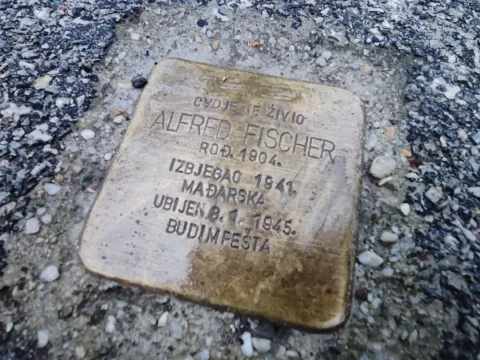 OVDJE JE ŽIVIO
ALFRED FISCHER
ROĐ. 1904.
IZBJEGAO 1941.
MAĐARSKA
UBIJEN 8.1.1945.
BUDIMPEŠTA